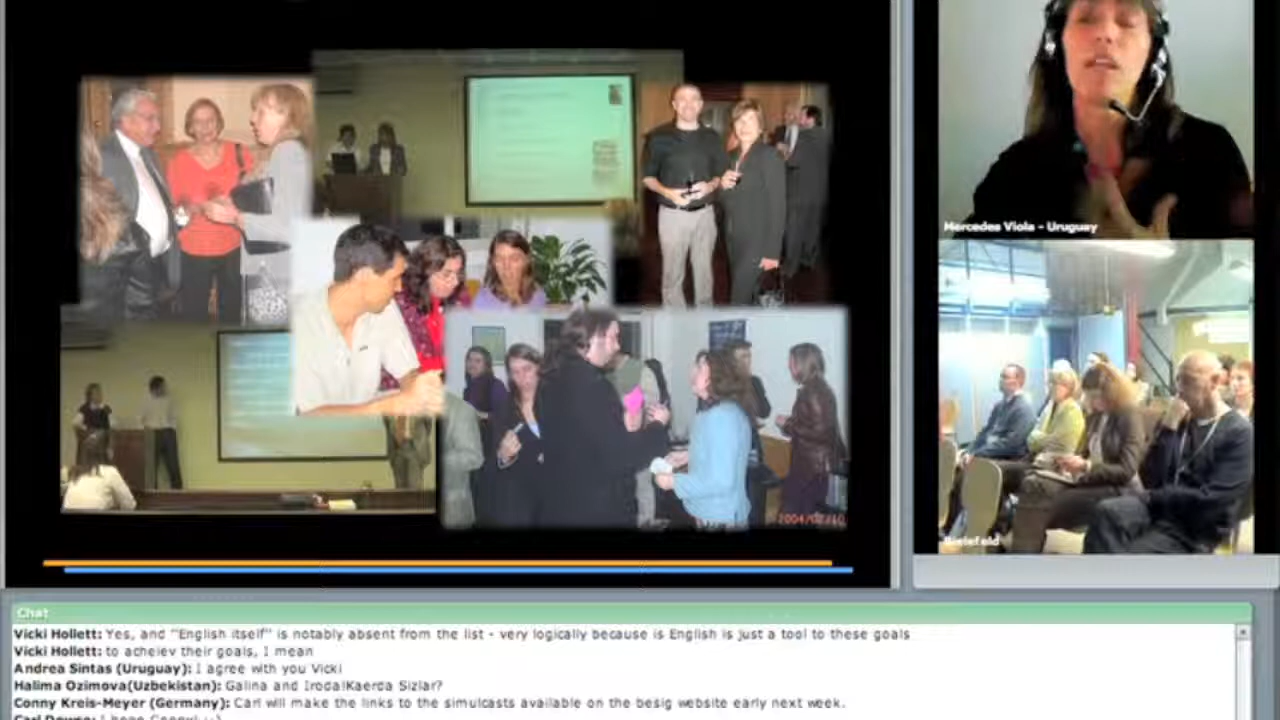 Mercedes Viola - Uruguay
2004/02/10
Bielefeld
Chat
Vicki Hollett: Yes, and "English itself" is notably absent from the list - very logically because is English is just a tool to these goals
Vicki Hollett: to acheiev their goals, I mean
Andrea Sintas (Uruguay): I agree with you Vicki
Halima Ozimova(Uzbekistan): Galina and Iroda!Kaerda Sizlar?
Conny Kreis-Meyer (Germany): Carl will make the links to the simulcasts available on the besig website early next week.